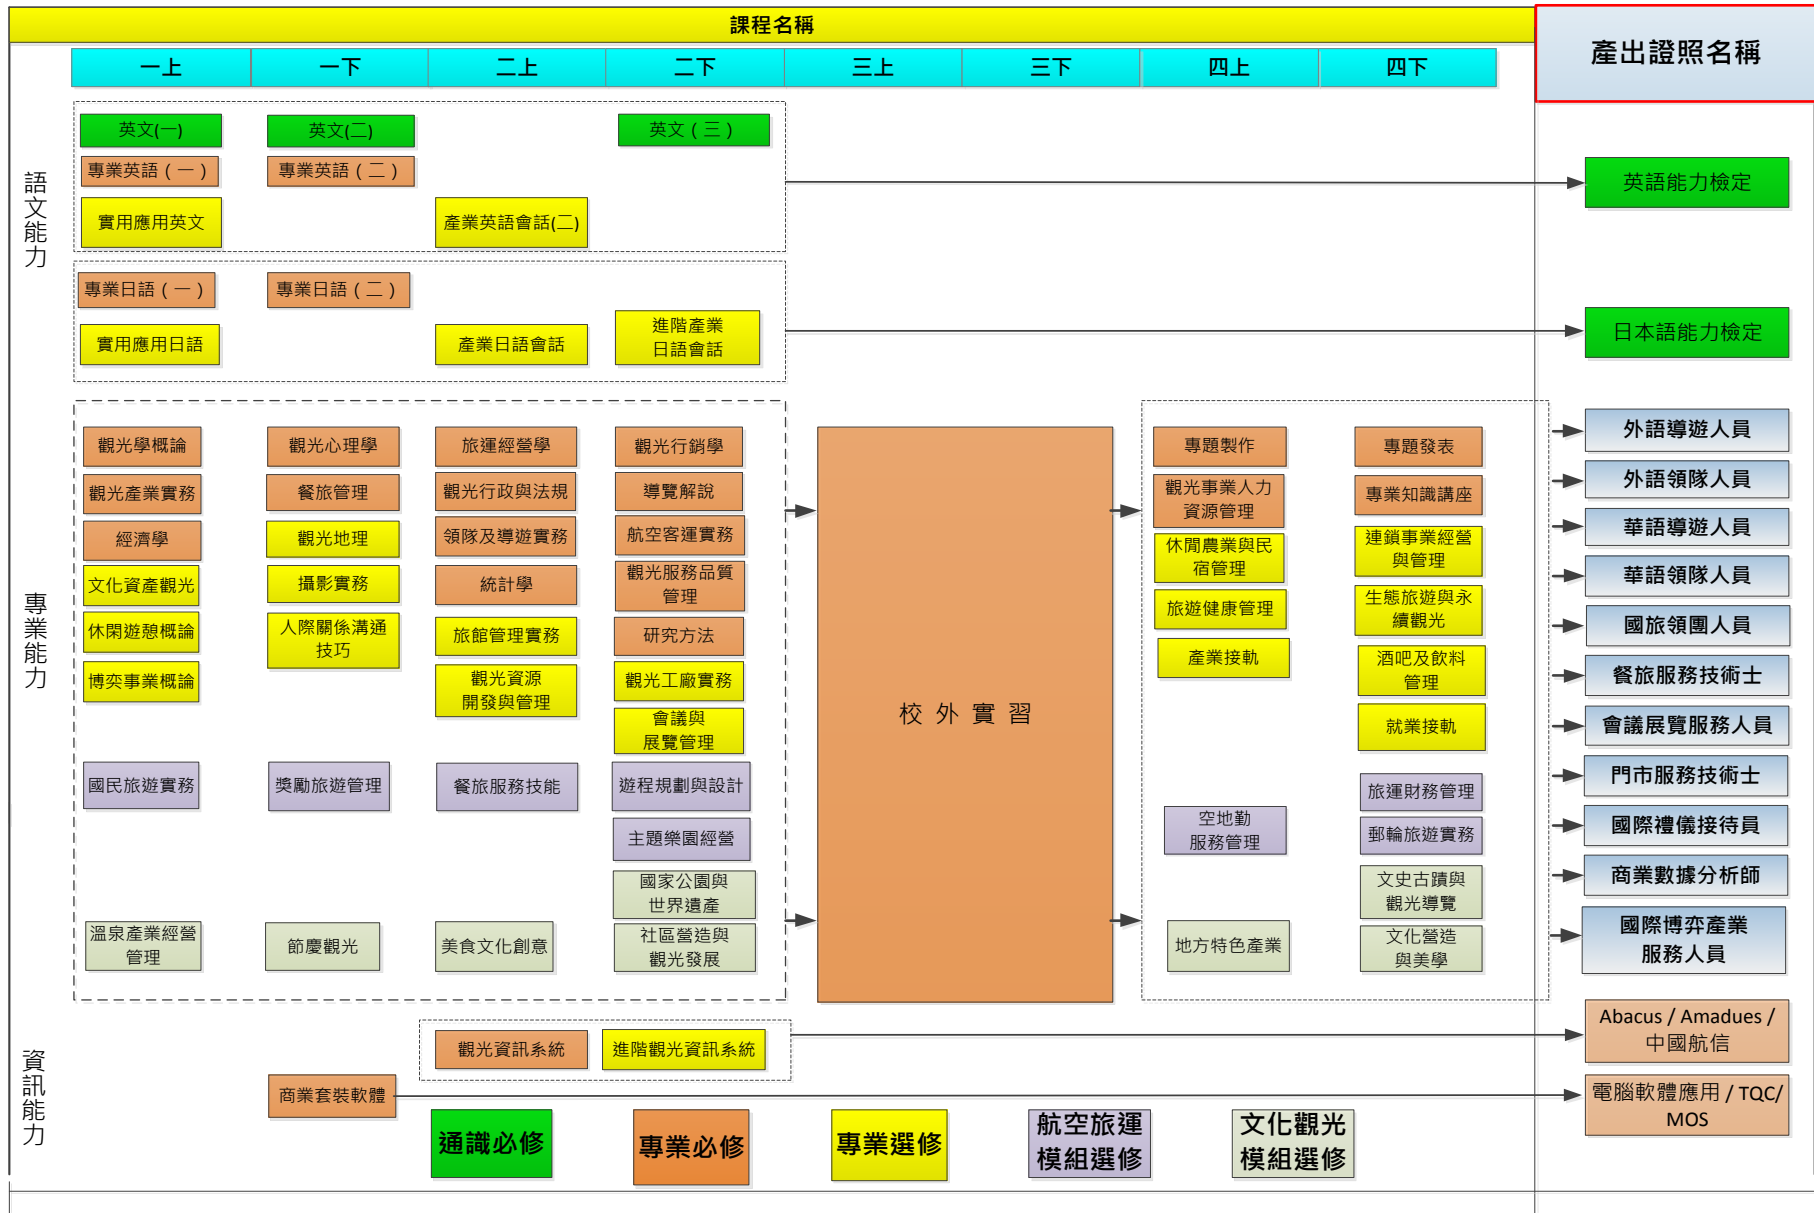 課程名稱
產出證照名稱
一上
一下
二上
二下
三上
三下
四上
四下
語文能力
英文(一)
英文(二)
英文（三）
專業英語（一）
專業英語（二）
實用應用英文
產業英語會話(二)
英語能力檢定
專業日語（一）
專業日語（二）
實用應用日語
產業日語會話
進階產業
日語會話
日本語能力檢定
專業能力
觀光學概論
觀光產業實務
經濟學
文化資產觀光
休閑遊憩概論
博奕事業概論
國民旅遊實務
溫泉產業經營
管理
觀光心理學
餐旅管理
觀光地理
攝影實務
人際關係溝通
技巧
獎勵旅遊管理
節慶觀光
旅運經營學
觀光行政與法規
領隊及導遊實務
統計學
旅館管理實務
觀光資源
開發與管理
餐旅服務技能
美食文化創意
觀光行銷學
導覽解說
航空客運實務
觀光服務品質
管理
研究方法
觀光工廠實務
會議與
展覽管理
遊程規劃與設計
主題樂園經營
國家公園與
世界遺產
社區營造與
觀光發展
校外實習
專題製作
觀光事業人力
資源管理
休閒農業與民
宿管理
旅遊健康管理
產業接軌
空地勤
服務管理
地方特色產業
專題發表
專業知識講座
連鎖事業經營
與管理
生態旅遊與永
續觀光
酒吧及飲料
管理
就業接軌
旅運財務管理
郵輪旅遊實務
文史古蹟與
觀光導覽
文化營造
與美學
外語導遊人員
外語領隊人員
華語導遊人員
華語領隊人員
國旅領團人員
餐旅服務技術士
會議展覽服務人員
門市服務技術士
國際禮儀接待員
商業數據分析師
國際博弈產業
服務人員
資訊能力
觀光資訊系統
進階觀光資訊系統
Abacus / Amadues /
中國航信
商業套裝軟體
電腦軟體應用 / TQC/
MOS
通識必修
專業必修
專業選修
航空旅運
模組選修
文化觀光
模組選修